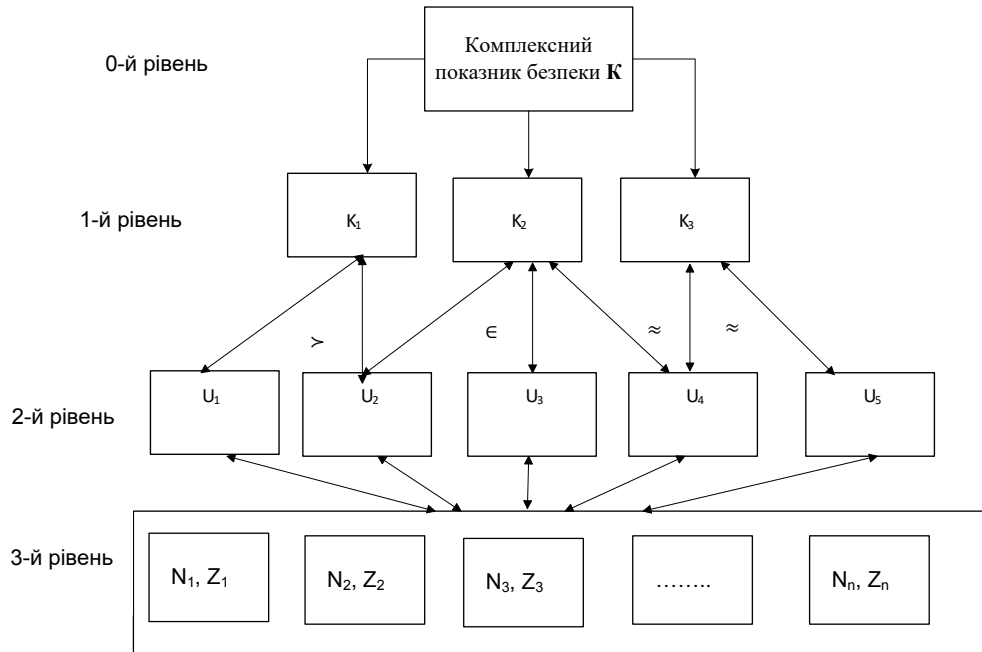 Комплексний
показник безпеки К
0-й рівень
1-й рівень
K₁
K₂
K₃
≻
∈
≈
≈
2-й рівень
U₁
U₂
U₃
U₄
U₅
3-й рівень
N₁, Z₁
N₂, Z₂
N₃, Z₃
……..
Nₙ, Zₙ